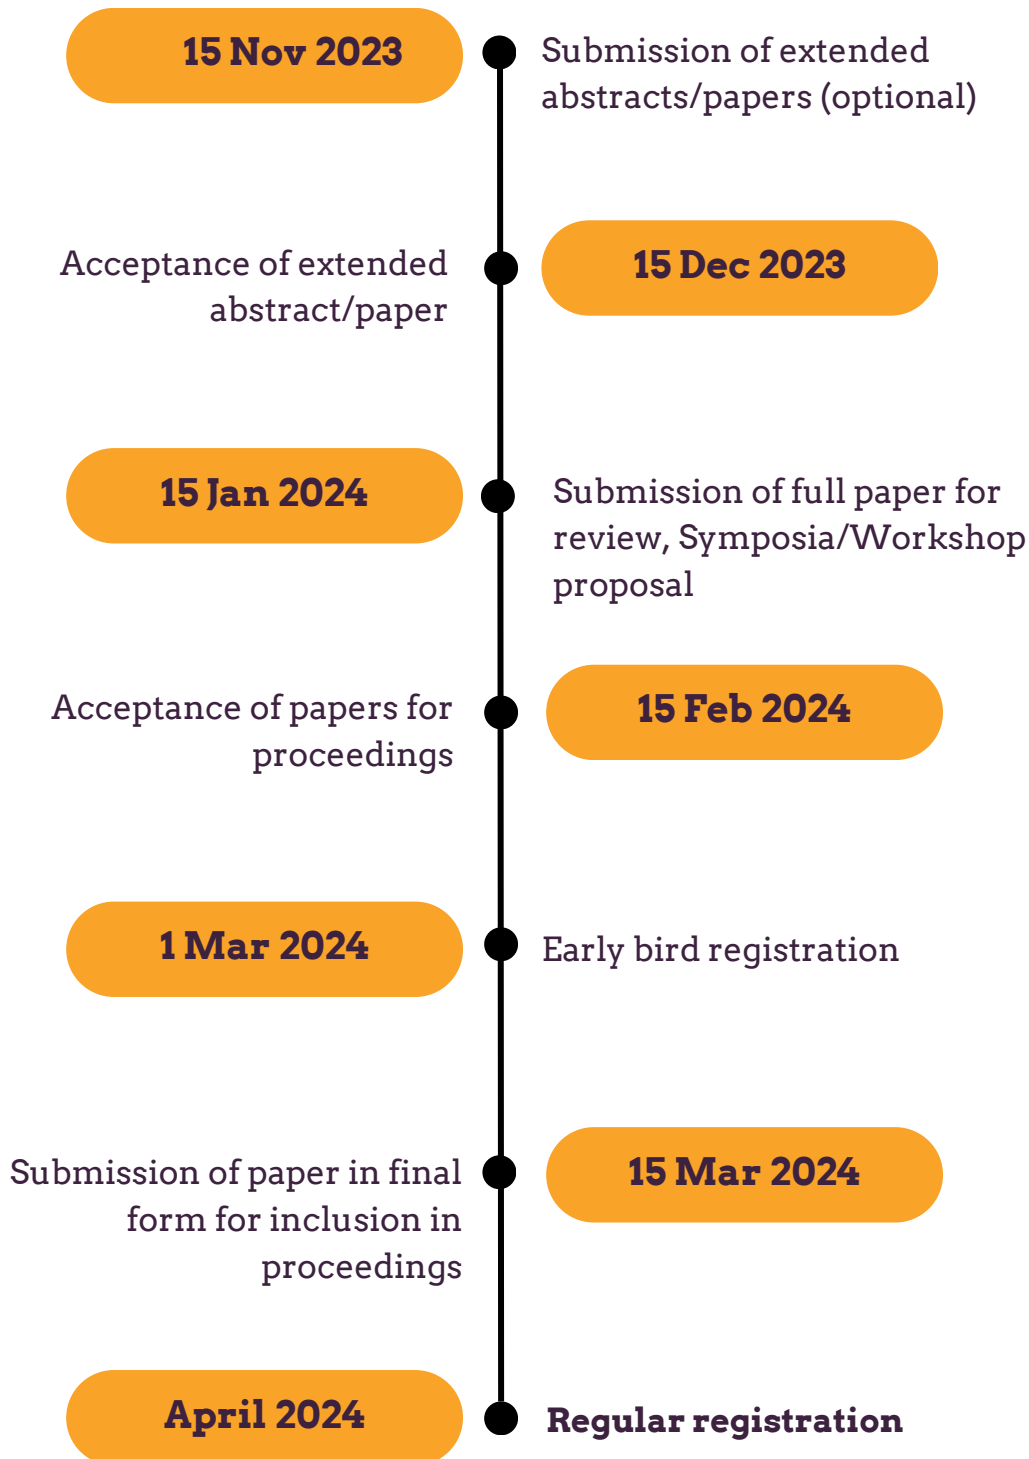 15 Nov 2023
Submission of extended
abstracts/papers (optional)
Acceptance of extended
abstract/paper
15 Dec 2023
15 Jan 2024
Submission of full paper for
review, Symposia/Workshop
proposal
Acceptance of papers for
proceedings
15 Feb 2024
1 Mar 2024
Early bird registration
Submission of paper in final
form for inclusion in
proceedings
15 Mar 2024
April 2024
Regular registration